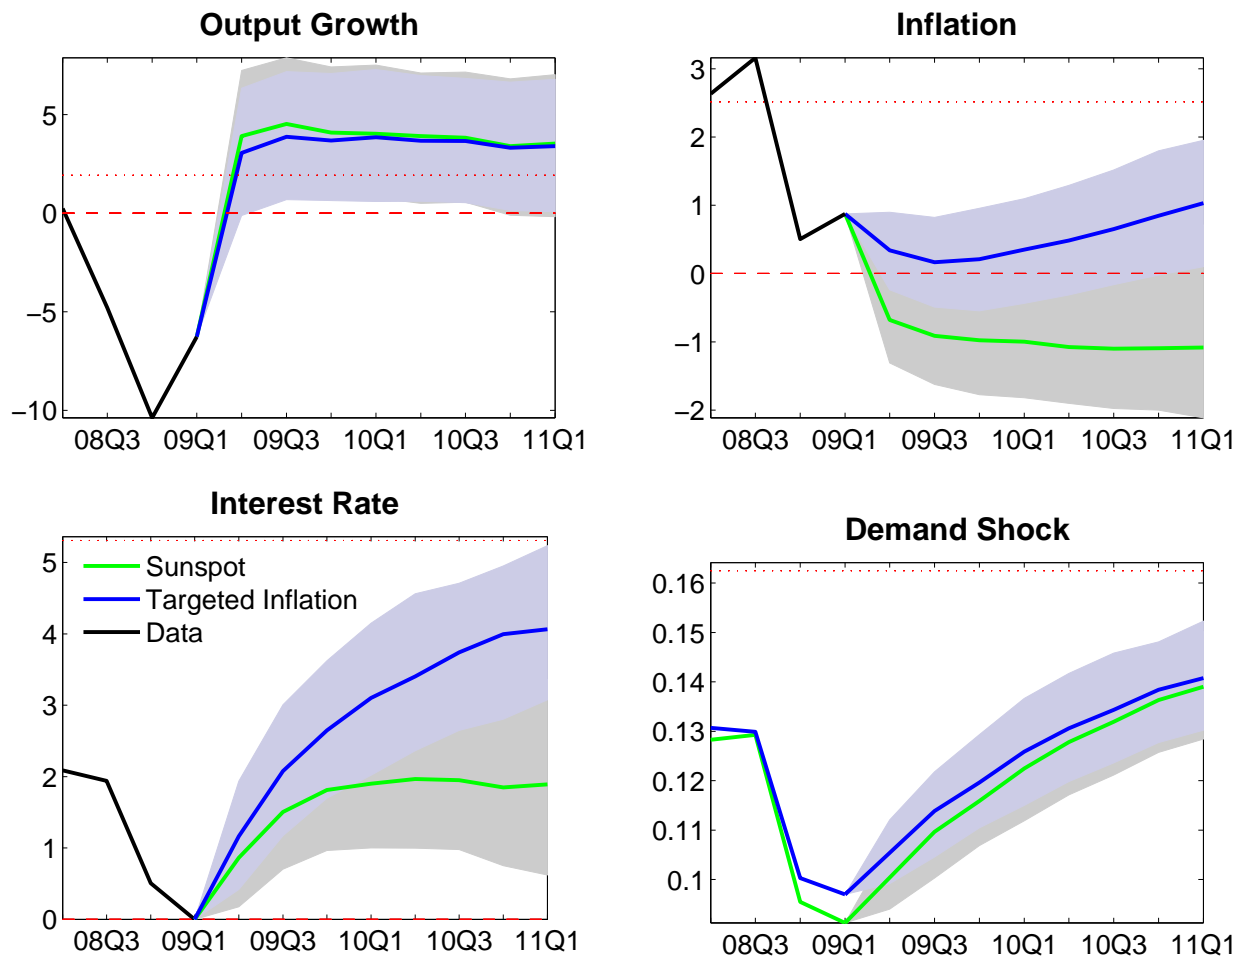 Output Growth
5
0
−5
−10
08Q3 09Q1 09Q3 10Q1 10Q3 11Q1
Inflation
3
2
1
0
−1
−2
08Q3 09Q1 09Q3 10Q1 10Q3 11Q1
Interest Rate
5
4
3
2
1
0
Sunspot
Targeted Inflation
Data
08Q3 09Q1 09Q3 10Q1 10Q3 11Q1
Demand Shock
0.16
0.15
0.14
0.13
0.12
0.11
0.1
08Q3 09Q1 09Q3 10Q1 10Q3 11Q1